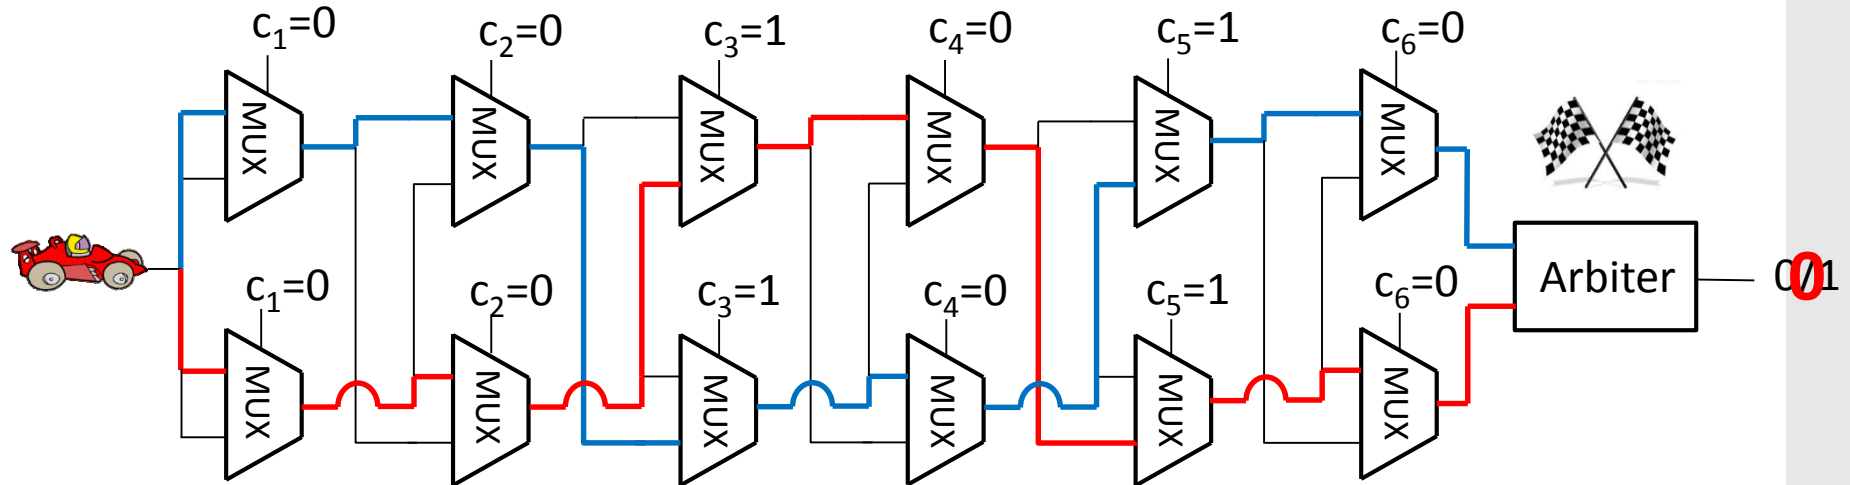 c₁=0
c₂=0
c₃=1
c₄=0
c₅=1
c₆=0
MUX
MUX
MUX
MUX
MUX
MUX
c₁=0
c₂=0
c₃=1
c₄=0
c₅=1
c₆=0
Arbiter
0/1
0
MUX
MUX
MUX
MUX
MUX
MUX